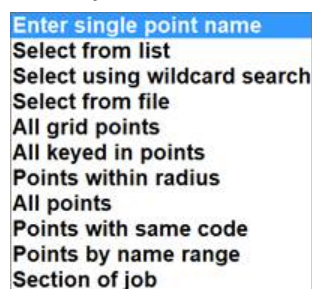 Enter single point name
Select from list
Select using wildcard search
Select from file
All grid points
All keyed in points
Points within radius
All points
Points with same code
Points by name range
Section of job